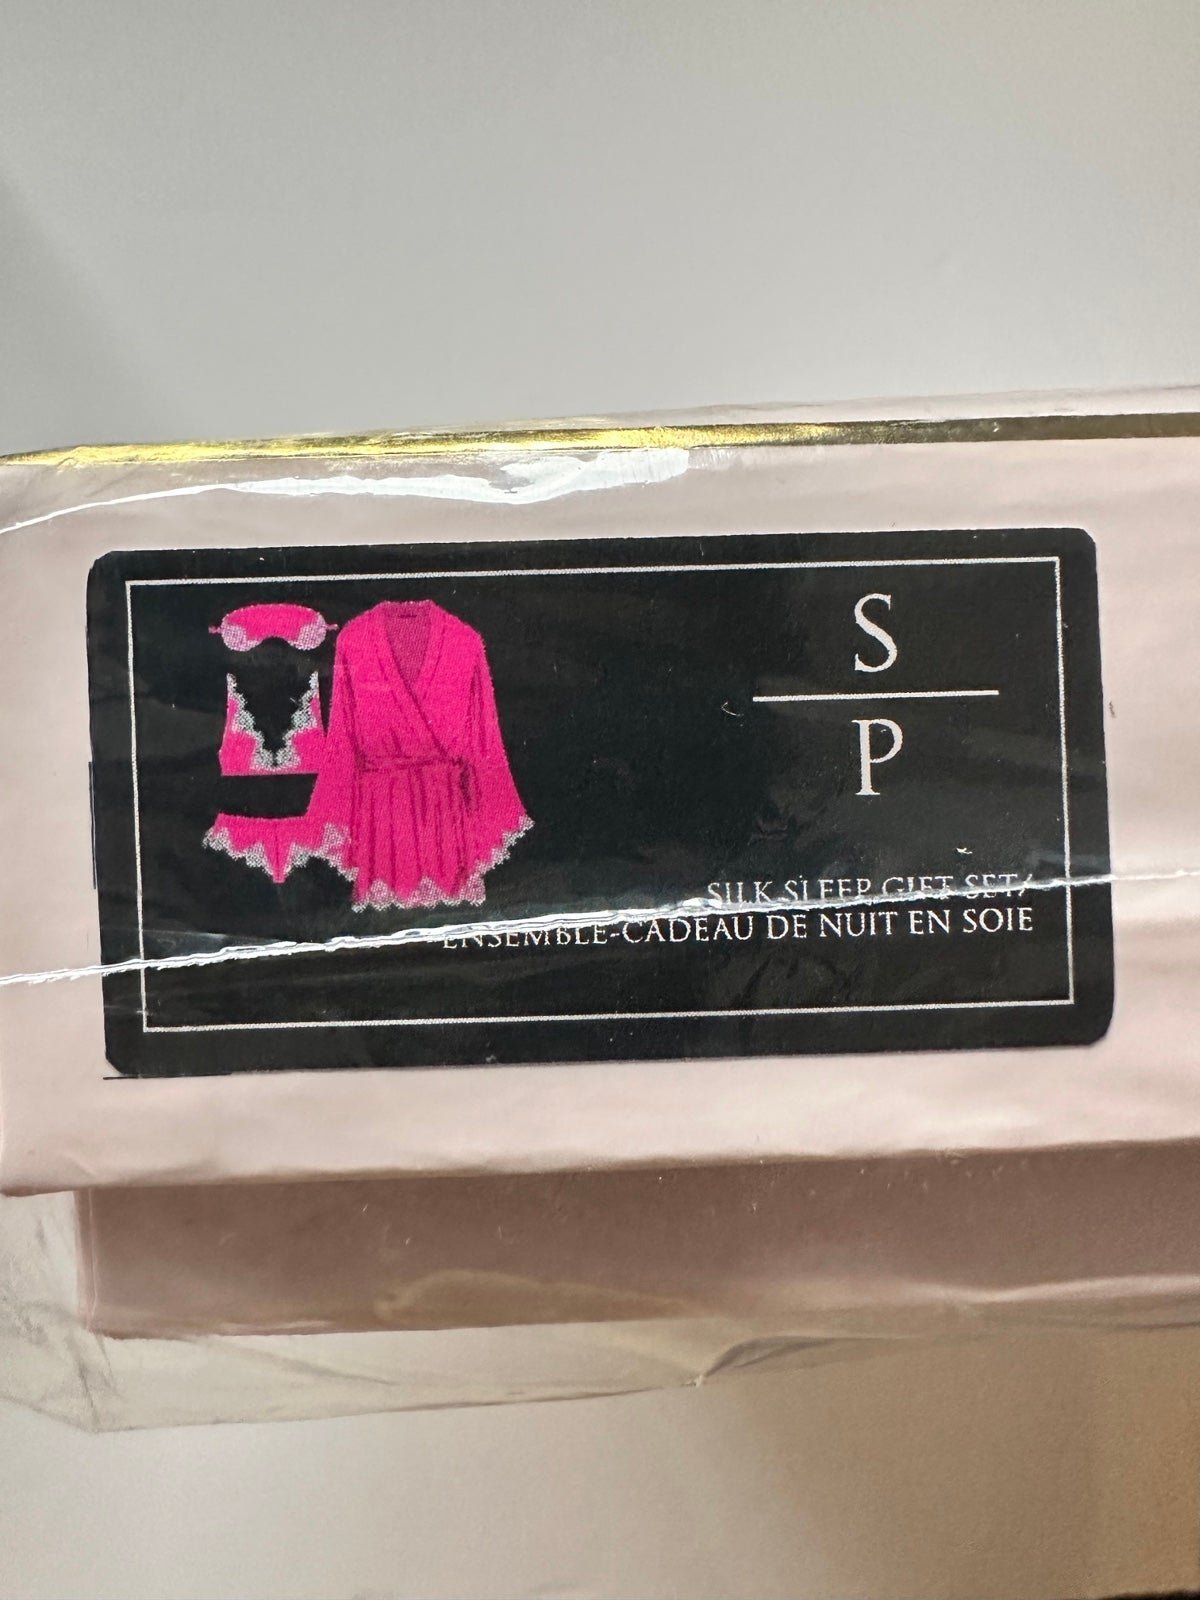 S
P
SILK SLEEP GIFT SET/
ENSEMBLE-CADEAU DE NUIT EN SOIE